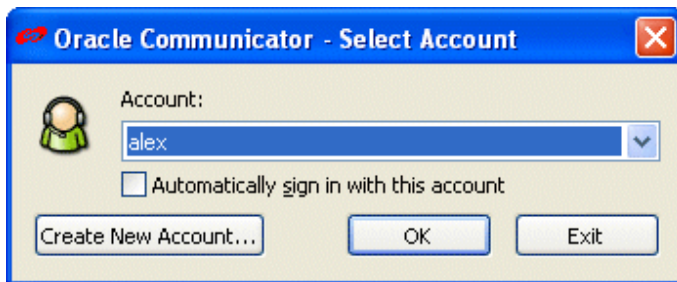 Oracle Communicator - Select Account
Account:
alex
Automatically sign in with this account
Create New Account... OK Exit